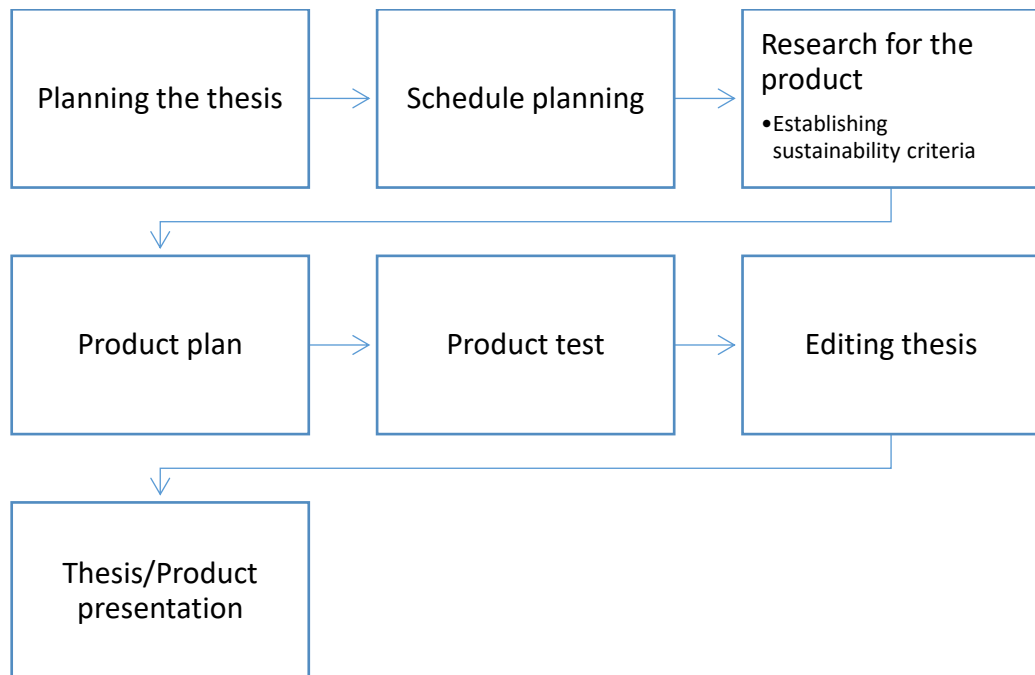 Planning the thesis
Schedule planning
Research for the
product
•Establishing
sustainability criteria
Product plan
Product test
Editing thesis
Thesis/Product
presentation